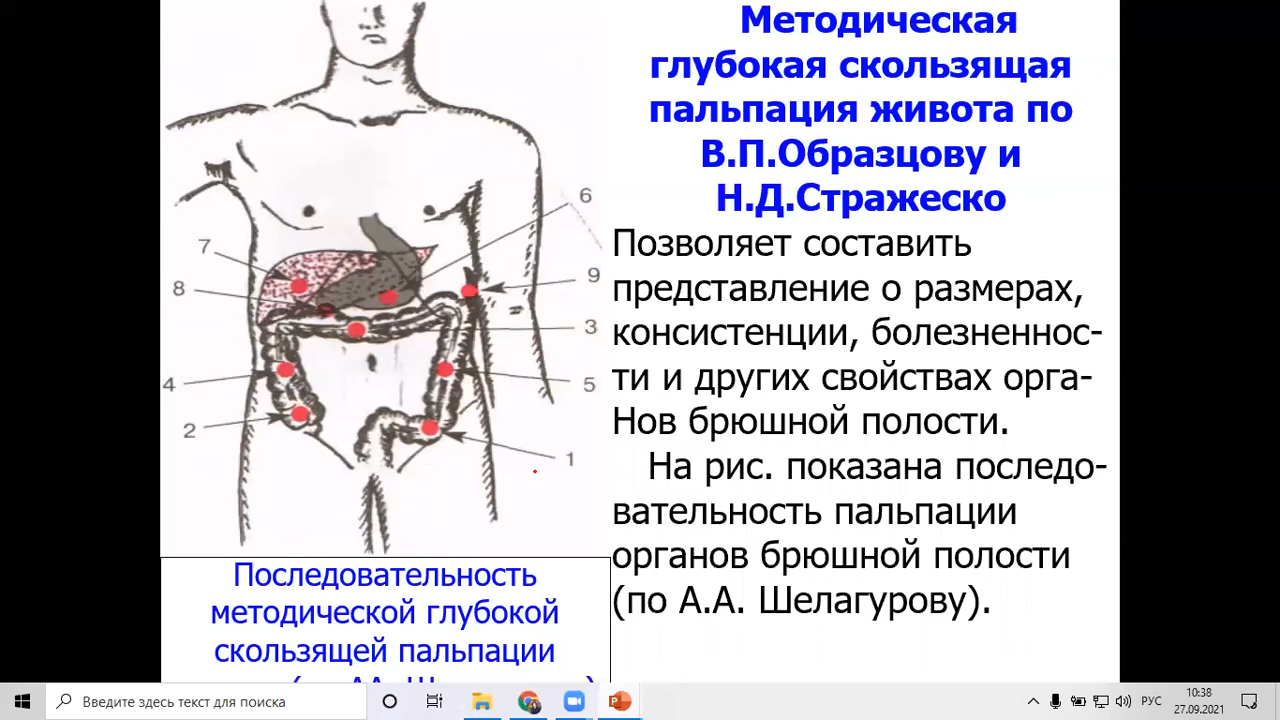 Методическая
глубокая скользящая
пальпация живота по
В.П.Образцову и
Н.Д.Стражеско
Позволяет составить
представление о размерах,
консистенции, болезненнос-
ти и других свойствах орга-
Нов брюшной полости.
На рис. показана последо-
вательность пальпации
органов брюшной полости
(по А.А. Шелагурову).
6
7
8
9
3
4
5
2
1
Последовательность
методической глубокой
скользящей пальпации
Введите здесь текст для поиска
РУС
10:38
27.09.2021